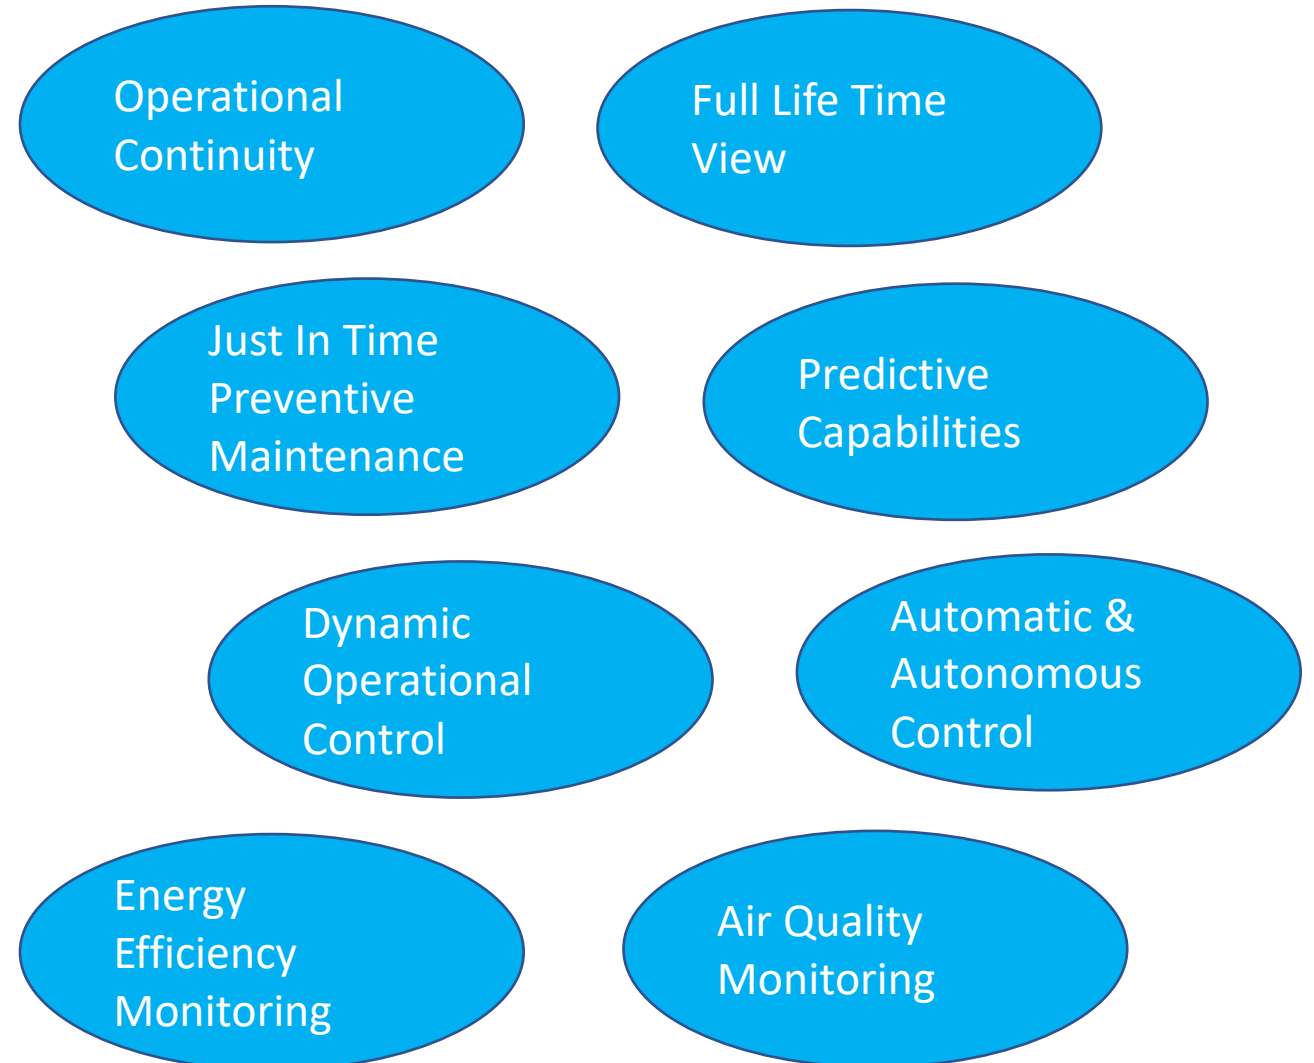 Operational
Continuity
Full Life Time
View
Just In Time
Preventive
Maintenance
Predictive
Capabilities
Dynamic
Operational
Control
Automatic &
Autonomous
Control
Energy
Efficiency
Monitoring
Air Quality
Monitoring